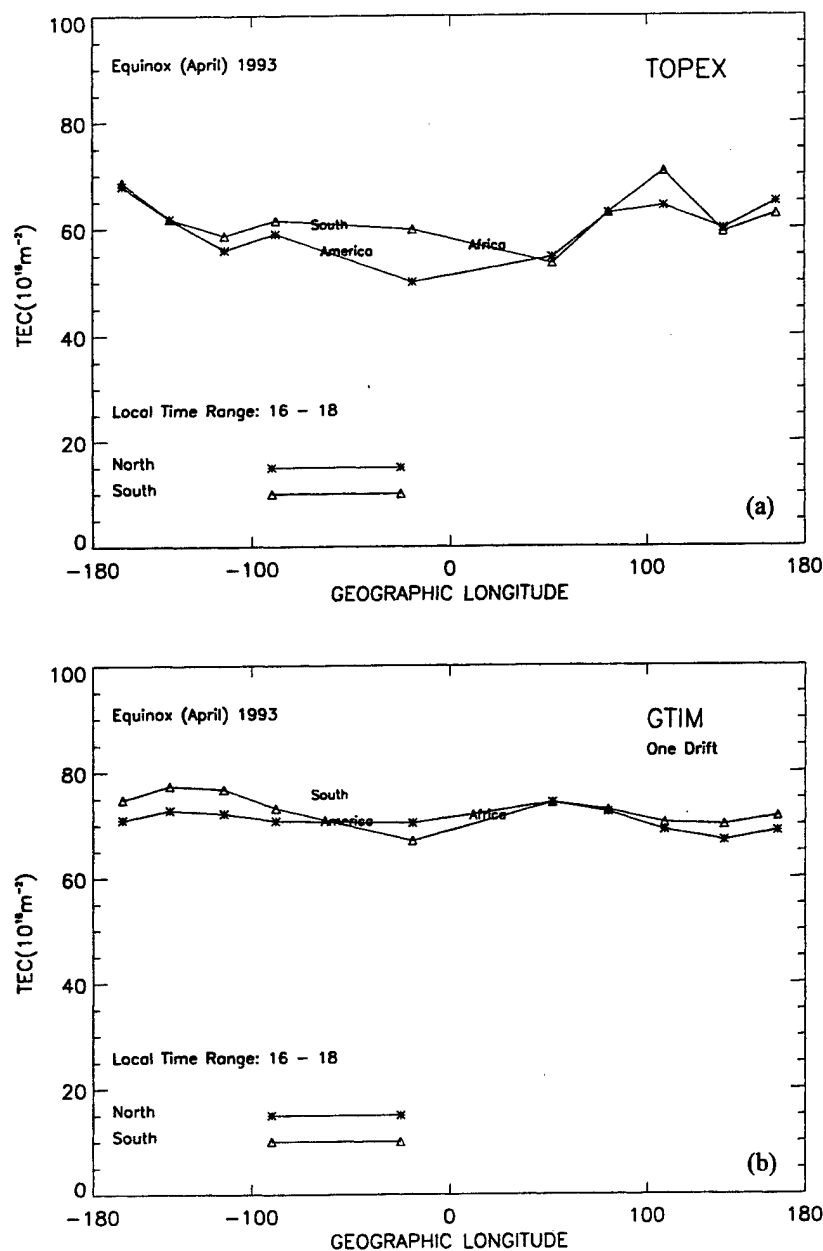 100
80
60
40
20
0
TEC(10¹⁶m⁻²)
Equinox (April) 1993
TOPEX
South
America
Africa
Local Time Range: 16 – 18
North
South
(a)
-180
-100
0
100
180
GEOGRAPHIC LONGITUDE
100
80
60
40
20
0
TEC(10¹⁶m⁻²)
Equinox (April) 1993
GTIM
One Drift
South
America
Africa
Local Time Range: 16 – 18
North
South
(b)
-180
-100
0
100
180
GEOGRAPHIC LONGITUDE